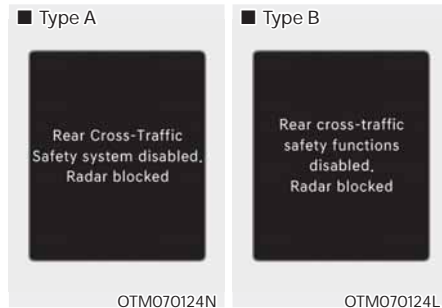 ■ Type A
Rear Cross-Traffic
Safety system disabled.
Radar blocked
OTM070124N
■ Type B
Rear cross-traffic
safety functions
disabled.
Radar blocked
OTM070124L